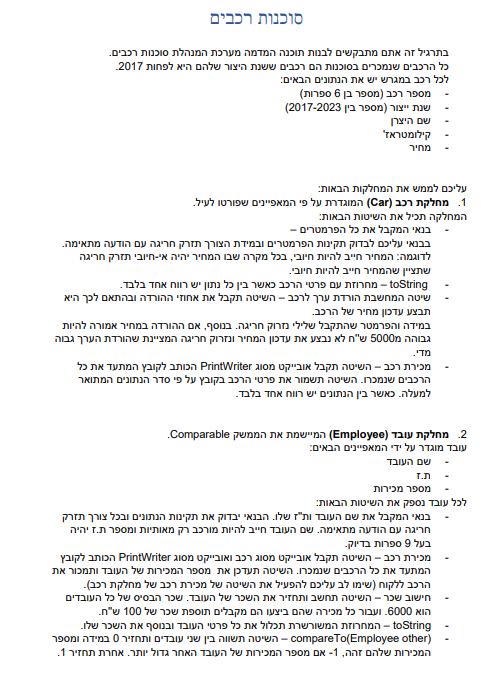 סוכנות רכבים
בתרגיל זה אתם מתבקשים לבנות תוכנה המדמה מערכת המנהלת סוכנות רכבים.
כל הרכבים שנמכרים בסוכנות הם רכבים ששנת היצור שלהם היא לפחות 2017.
לכל רכב במגרש יש את הנתונים הבאים:
- מספר רכב (מספר בן 6 ספרות)
- שנת ייצור (מספר בין 2017-2023)
- שם היצרן
- קילומטראז'
- מחיר
עליכם לממש את המחלקות הבאות:
1. מחלקת רכב (Car) המוגדרת על פי המאפיינים שפורטו לעיל.
המחלקה תכיל את השיטות הבאות:
- בנאי המקבל את כל הפרמטרים –
בבנאי עליכם לבדוק תקינות הפרמטרים ובמידת הצורך תזרק חריגה עם הודעה מתאימה.
לדוגמה: המחיר חייב להיות חיובי, בכל מקרה שבו המחיר יהיה אי-חיובי תזרק חריגה
שתציין שהמחיר חייב להיות חיובי.
- toString – מחרוזת עם פרטי הרכב כאשר בין כל נתון יש רווח אחד בלבד.
- שיטה המחשבת הורדת ערך לרכב – השיטה תקבל את אחוזי ההורדה ובהתאם לכך היא
תבצע עדכון מחיר של הרכב.
במידה והפרמטר שהתקבל שלילי נזרוק חריגה. בנוסף, אם ההורדה במחיר אמורה להיות
גבוהה מ5000 ש"ח לא נבצע את עדכון המחיר ונזרוק חריגה המציינת שהורדת הערך גבוה
מדי.
- מכירת רכב – השיטה תקבל אובייקט מסוג PrintWriter הכותב לקובץ המתעד את כל
הרכבים שנמכרו. השיטה תשמור את פרטי הרכב בקובץ על פי סדר הנתונים המתואר
למעלה. כאשר בין הנתונים יש רווח אחד בלבד.
2. מחלקת עובד (Employee) המיישמת את הממשק Comparable.
עובד מוגדר על ידי המאפיינים הבאים:
- שם העובד
- ת.ז
- מספר מכירות
לכל עובד נספק את השיטות הבאות:
- בנאי המקבל את שם העובד ות"ז שלו. הבנאי יבדוק את תקינות הנתונים ובכל צורך תזרק
חריגה עם הודעה מתאימה. שם העובד חייב להיות מורכב רק מאותיות ומספר ת.ז יהיה
בעל 9 ספרות בדיוק.
- מכירת רכב – השיטה תקבל אובייקט מסוג רכב ואובייקט מסוג PrintWriter הכותב לקובץ
המתעד את כל הרכבים שנמכרו. השיטה תעדכן את מספר המכירות של העובד ותמכור את
הרכב ללקוח (שימו לב עליכם להפעיל את השיטה של מכירת רכב של מחלקת רכב).
- חישוב שכר – השיטה תחשב ותחזיר את השכר של העובד. שכר הבסיס של כל העובדים
הוא 6000. ועבור כל מכירה שהם ביצעו הם מקבלים תוספת שכר של 100 ש"ח.
- toString – המחרוזת המשורשרת תכלול את כל פרטי העובד ובנוסף את השכר שלו.
- compareTo(Employee other) – השיטה תשווה בין שני עובדים ותחזיר 0 במידה ומספר
המכירות שלהם זהה, 1- אם מספר המכירות של העובד האחר גדול יותר. אחרת תחזיר 1.